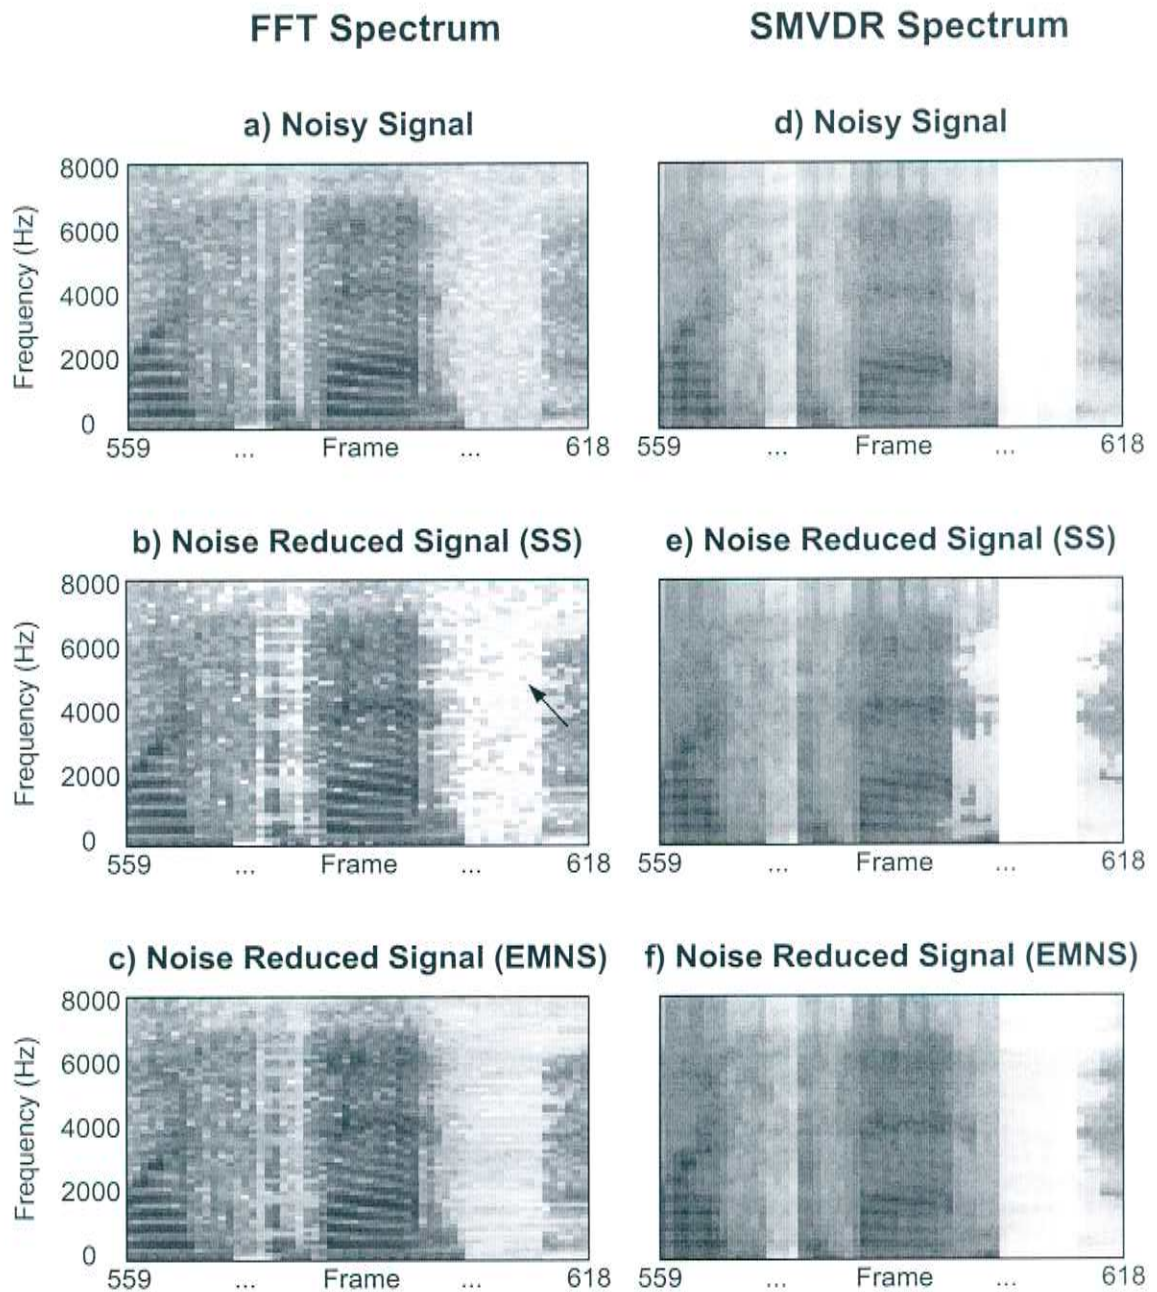 FFT Spectrum
SMVDR Spectrum
a) Noisy Signal
d) Noisy Signal
8000
6000
4000
2000
0
Frequency (Hz)
559 ... Frame ... 618
559 ... Frame ... 618
b) Noise Reduced Signal (SS)
e) Noise Reduced Signal (SS)
8000
6000
4000
2000
0
Frequency (Hz)
559 ... Frame ... 618
559 ... Frame ... 618
c) Noise Reduced Signal (EMNS)
f) Noise Reduced Signal (EMNS)
8000
6000
4000
2000
0
Frequency (Hz)
559 ... Frame ... 618
559 ... Frame ... 618